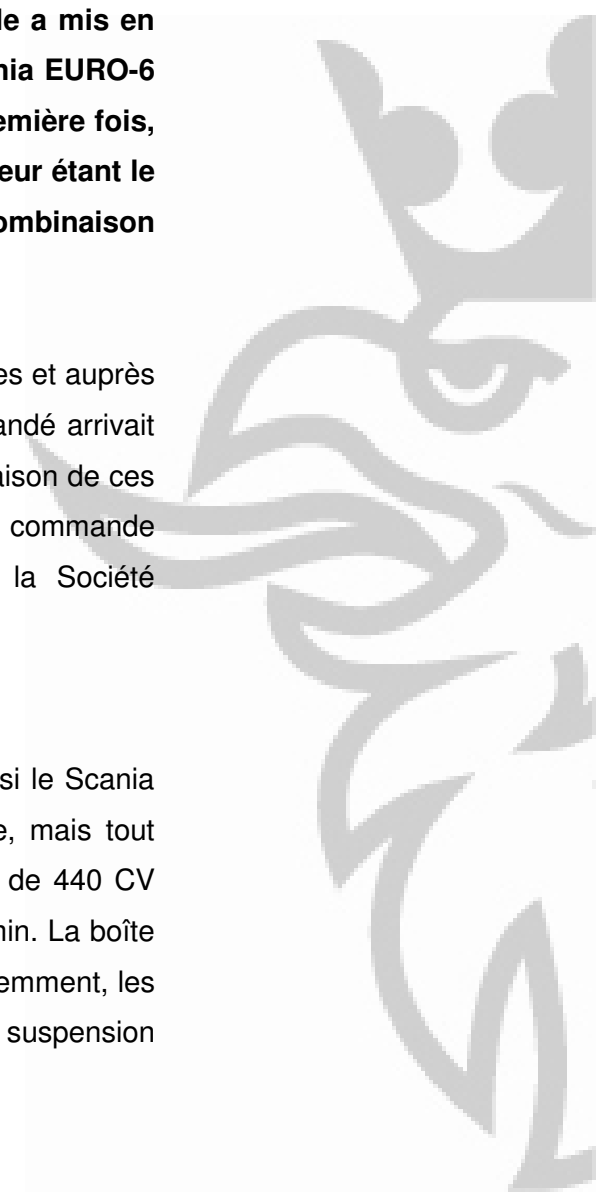 le a mis en
nia EURO-6
emière fois,
eur étant le
ombinaison
es et auprès
andé arrivait
aison de ces
commande
la Société
si le Scania
e, mais tout
de 440 CV
nin. La boîte
emment, les
suspension